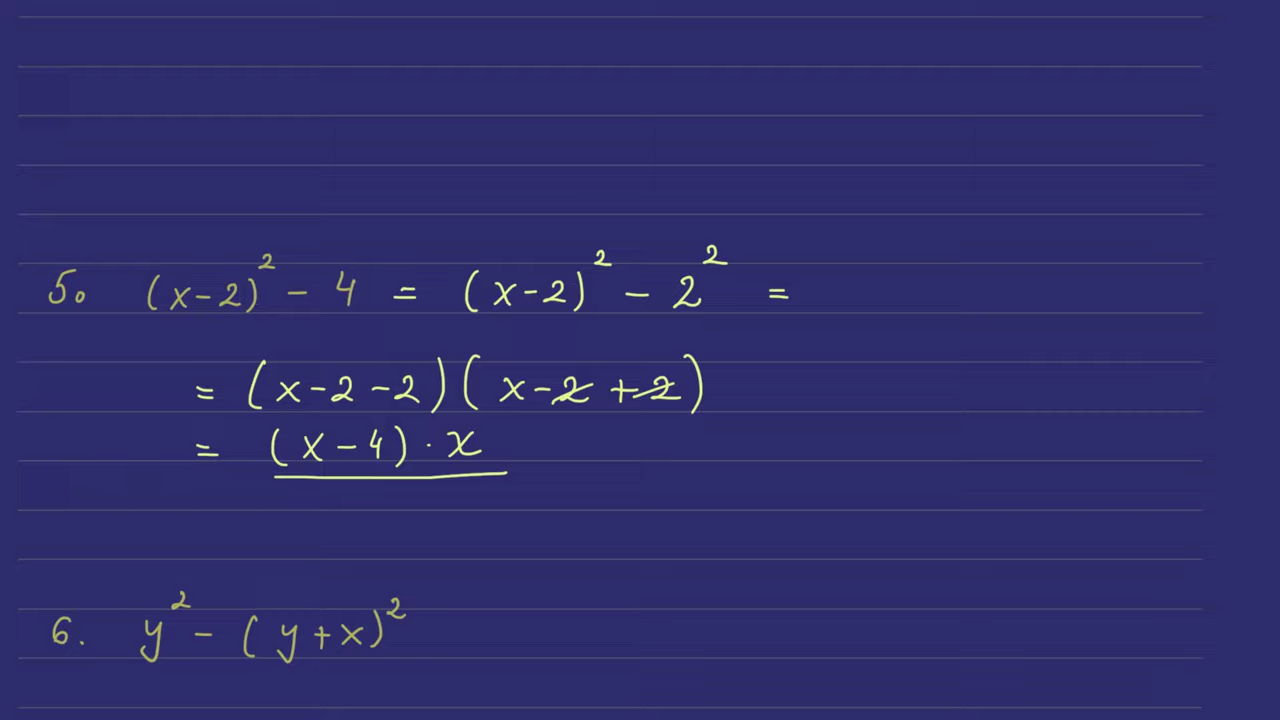 5. (x-2)² - 4 = (x-2)² - 2² =
= (x-2-2)(x-2+2)
= (x-4)·x
6. y² - (y+x)²